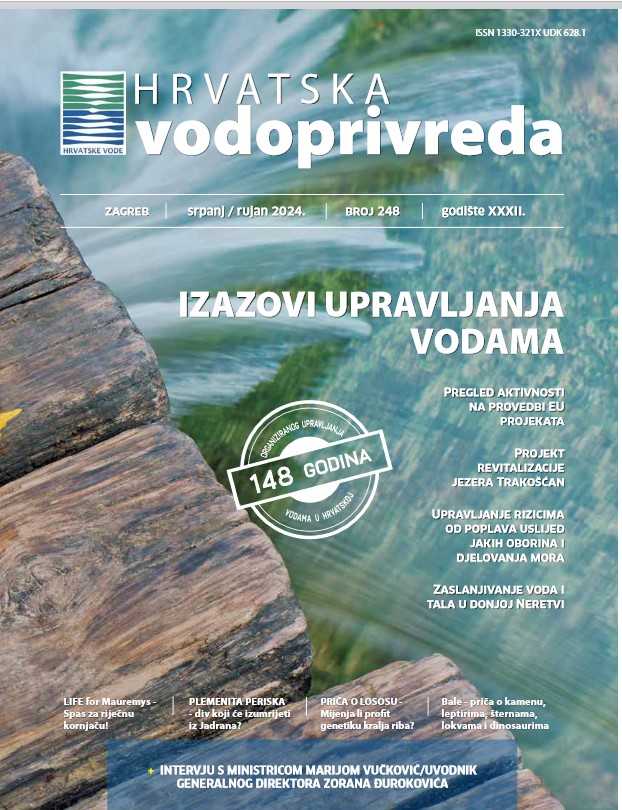 ISSN 1330-321X UDK 628.1
HRVATSKA
vodoprivreda
HRVATSKE VODE
ZAGREB
srpanj / rujan 2024.
BROJ 248
godište XXXII.
IZAZOVI UPRAVLJANJA
VODAMA
PREGLED AKTIVNOSTI
NA PROVEDBI EU
PROJEKATA
PROJEKT
REVITALIZACIJE
JEZERA TRAKOŠĆAN
UPRAVLJANJE RIZICIMA
OD POPLAVA USLIJED
JAKIH OBORINA I
DJELOVANJA MORA
ZASLANJIVANJE VODA I
TALA U DONJOJ NERETVI
ORGANIZIRANOG UPRAVLJANJA
148 GODINA
VODAMA U HRVATSKOJ
LIFE for Mauremys -
Spas za riječnu
kornjaču!
PLEMENITA PERISKA
- div koji će izumrijeti
iz Jadrana?
PRIČA O LOSOSU -
Mijenja li profit
genetiku kralja riba?
Bale - priča o kamenu,
leptirima, šternama,
lokvama i dinosaurima
+ INTERVJU S MINISTRICOM MARIJOM VUČKOVIĆ/UVODNIK
GENERALNOG DIREKTORA ZORANA ĐUROKOVIĆA